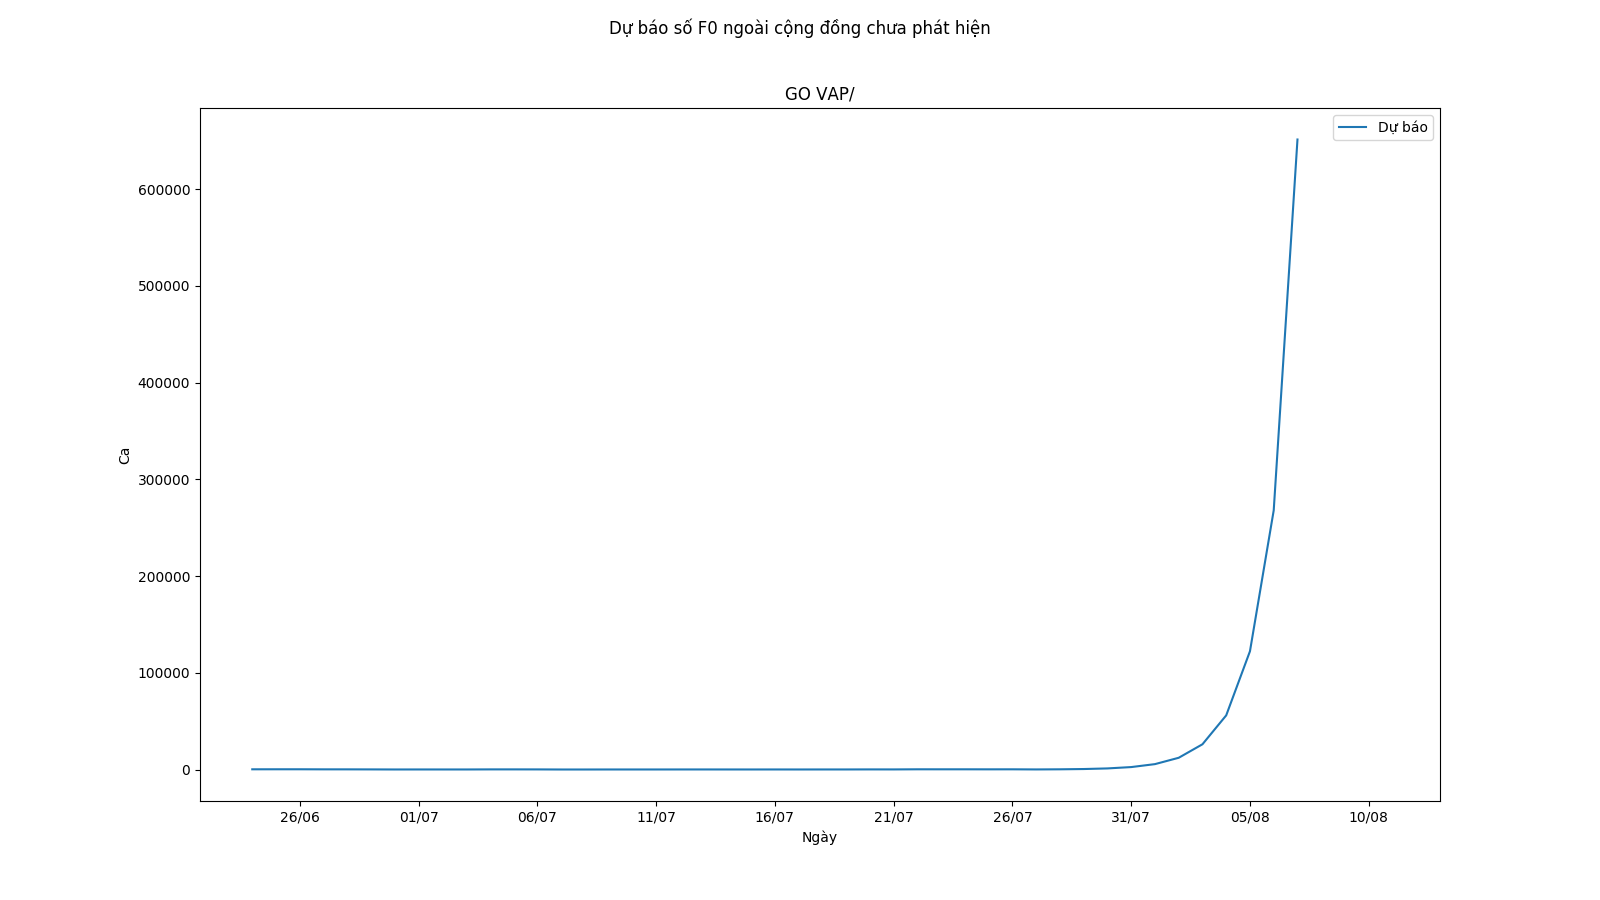 Dự báo số F0 ngoài cộng đồng chưa phát hiện
GO VAP/
Dự báo
600000
500000
400000
300000
200000
100000
0
Ca
26/06 01/07 06/07 11/07 16/07 21/07 26/07 31/07 05/08 10/08
Ngày